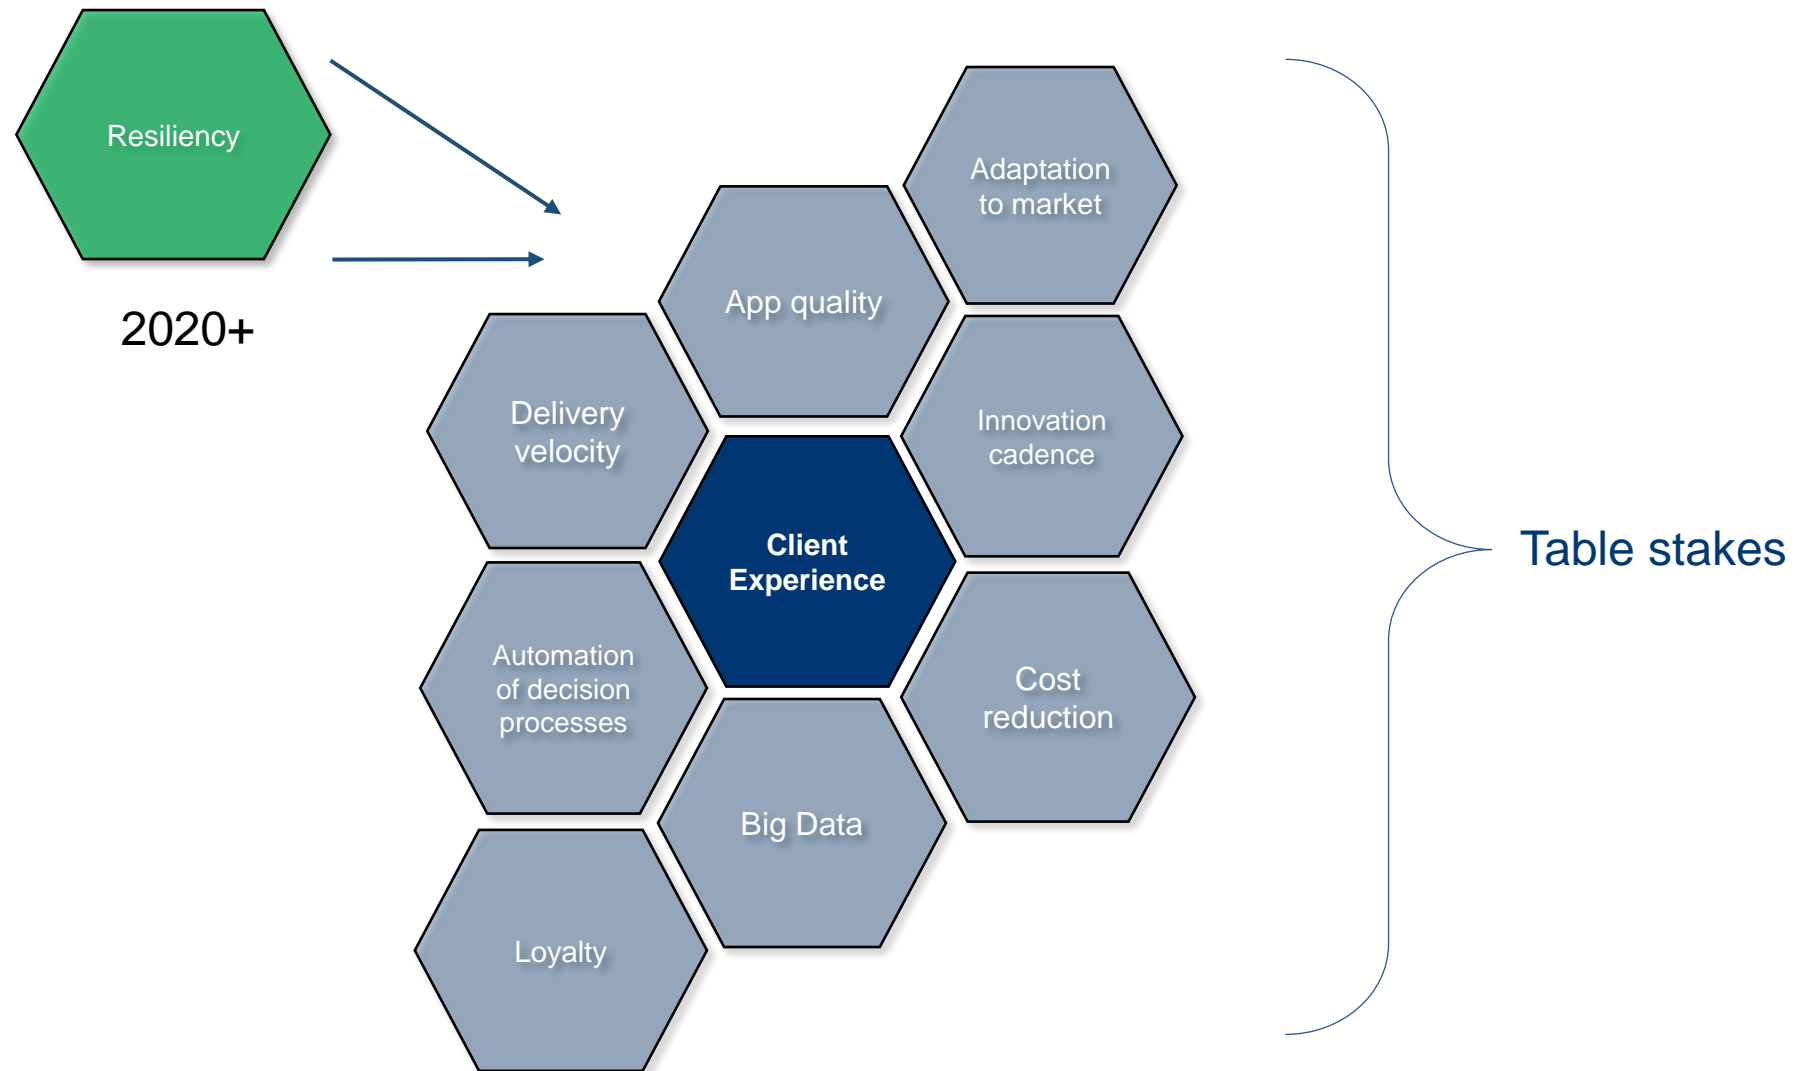 Resiliency
2020+
Adaptation
to market
App quality
Delivery
velocity
Innovation
cadence
Client
Experience
Automation
of decision
processes
Cost
reduction
Big Data
Loyalty
Table stakes